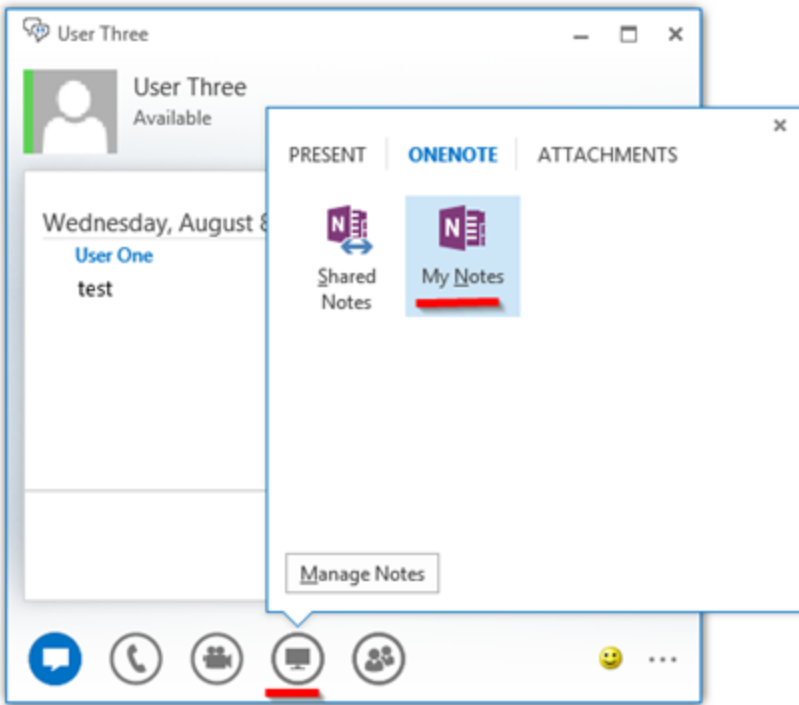 User Three
User Three
Available
PRESENT
ONENOTE
ATTACHMENTS
Wednesday, August
User One
test
N
Shared
Notes
N
My Notes
Manage Notes